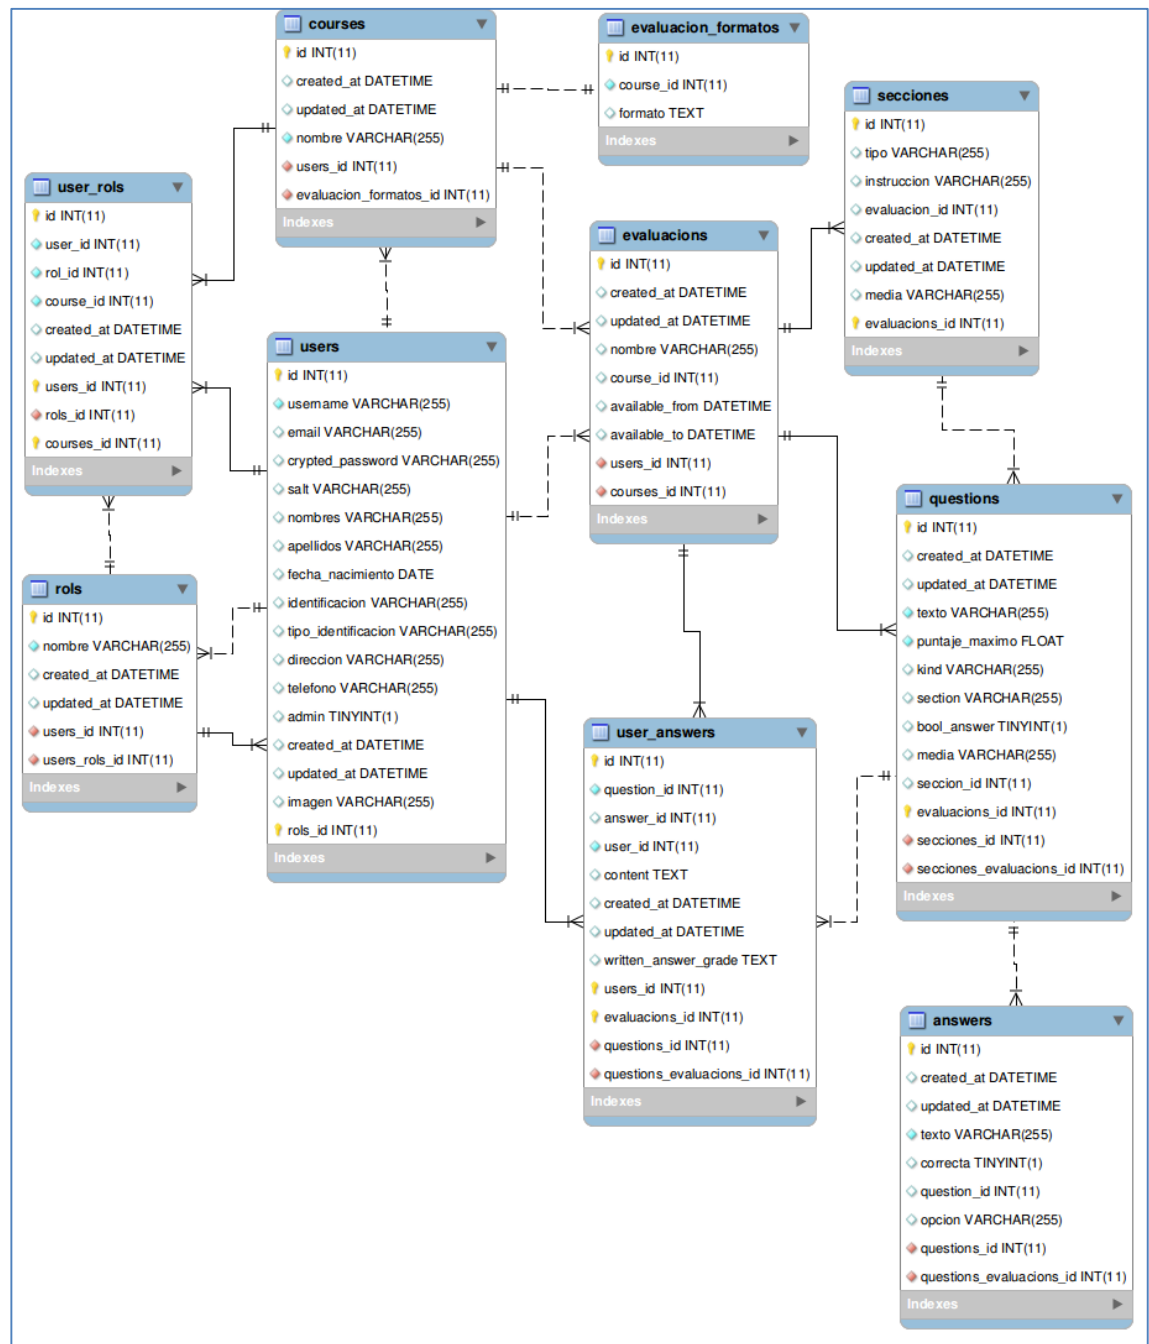 courses
id INT(11)
created_at DATETIME
updated_at DATETIME
nombre VARCHAR(255)
users_id INT(11)
evaluacion_formatos_id INT(11)
Indexes
evaluacion_formatos
id INT(11)
course_id INT(11)
formato TEXT
Indexes
secciones
id INT(11)
tipo VARCHAR(255)
instruccion VARCHAR(255)
evaluacion_id INT(11)
created_at DATETIME
updated_at DATETIME
media VARCHAR(255)
evaluacions_id INT(11)
Indexes
user_rols
id INT(11)
user_id INT(11)
rol_id INT(11)
course_id INT(11)
created_at DATETIME
updated_at DATETIME
users_id INT(11)
rols_id INT(11)
courses_id INT(11)
Indexes
evaluacions
id INT(11)
created_at DATETIME
updated_at DATETIME
nombre VARCHAR(255)
course_id INT(11)
available_from DATETIME
available_to DATETIME
users_id INT(11)
courses_id INT(11)
Indexes
users
id INT(11)
username VARCHAR(255)
email VARCHAR(255)
crypted_password VARCHAR(255)
salt VARCHAR(255)
nombres VARCHAR(255)
apellidos VARCHAR(255)
fecha_nacimiento DATE
identificacion VARCHAR(255)
tipo_identificacion VARCHAR(255)
direccion VARCHAR(255)
telefono VARCHAR(255)
admin TINYINT(1)
created_at DATETIME
updated_at DATETIME
imagen VARCHAR(255)
rols_id INT(11)
Indexes
questions
id INT(11)
created_at DATETIME
updated_at DATETIME
texto VARCHAR(255)
puntaje_maximo FLOAT
kind VARCHAR(255)
section VARCHAR(255)
bool_answer TINYINT(1)
media VARCHAR(255)
seccion_id INT(11)
evaluacions_id INT(11)
secciones_id INT(11)
secciones_evaluacions_id INT(11)
Indexes
rols
id INT(11)
nombre VARCHAR(255)
created_at DATETIME
updated_at DATETIME
users_id INT(11)
users_rols_id INT(11)
Indexes
user_answers
id INT(11)
question_id INT(11)
answer_id INT(11)
user_id INT(11)
content TEXT
created_at DATETIME
updated_at DATETIME
written_answer_grade TEXT
users_id INT(11)
evaluacions_id INT(11)
questions_id INT(11)
questions_evaluacions_id INT(11)
Indexes
answers
id INT(11)
created_at DATETIME
updated_at DATETIME
texto VARCHAR(255)
correcta TINYINT(1)
question_id INT(11)
opcion VARCHAR(255)
questions_id INT(11)
questions_evaluacions_id INT(11)
Indexes